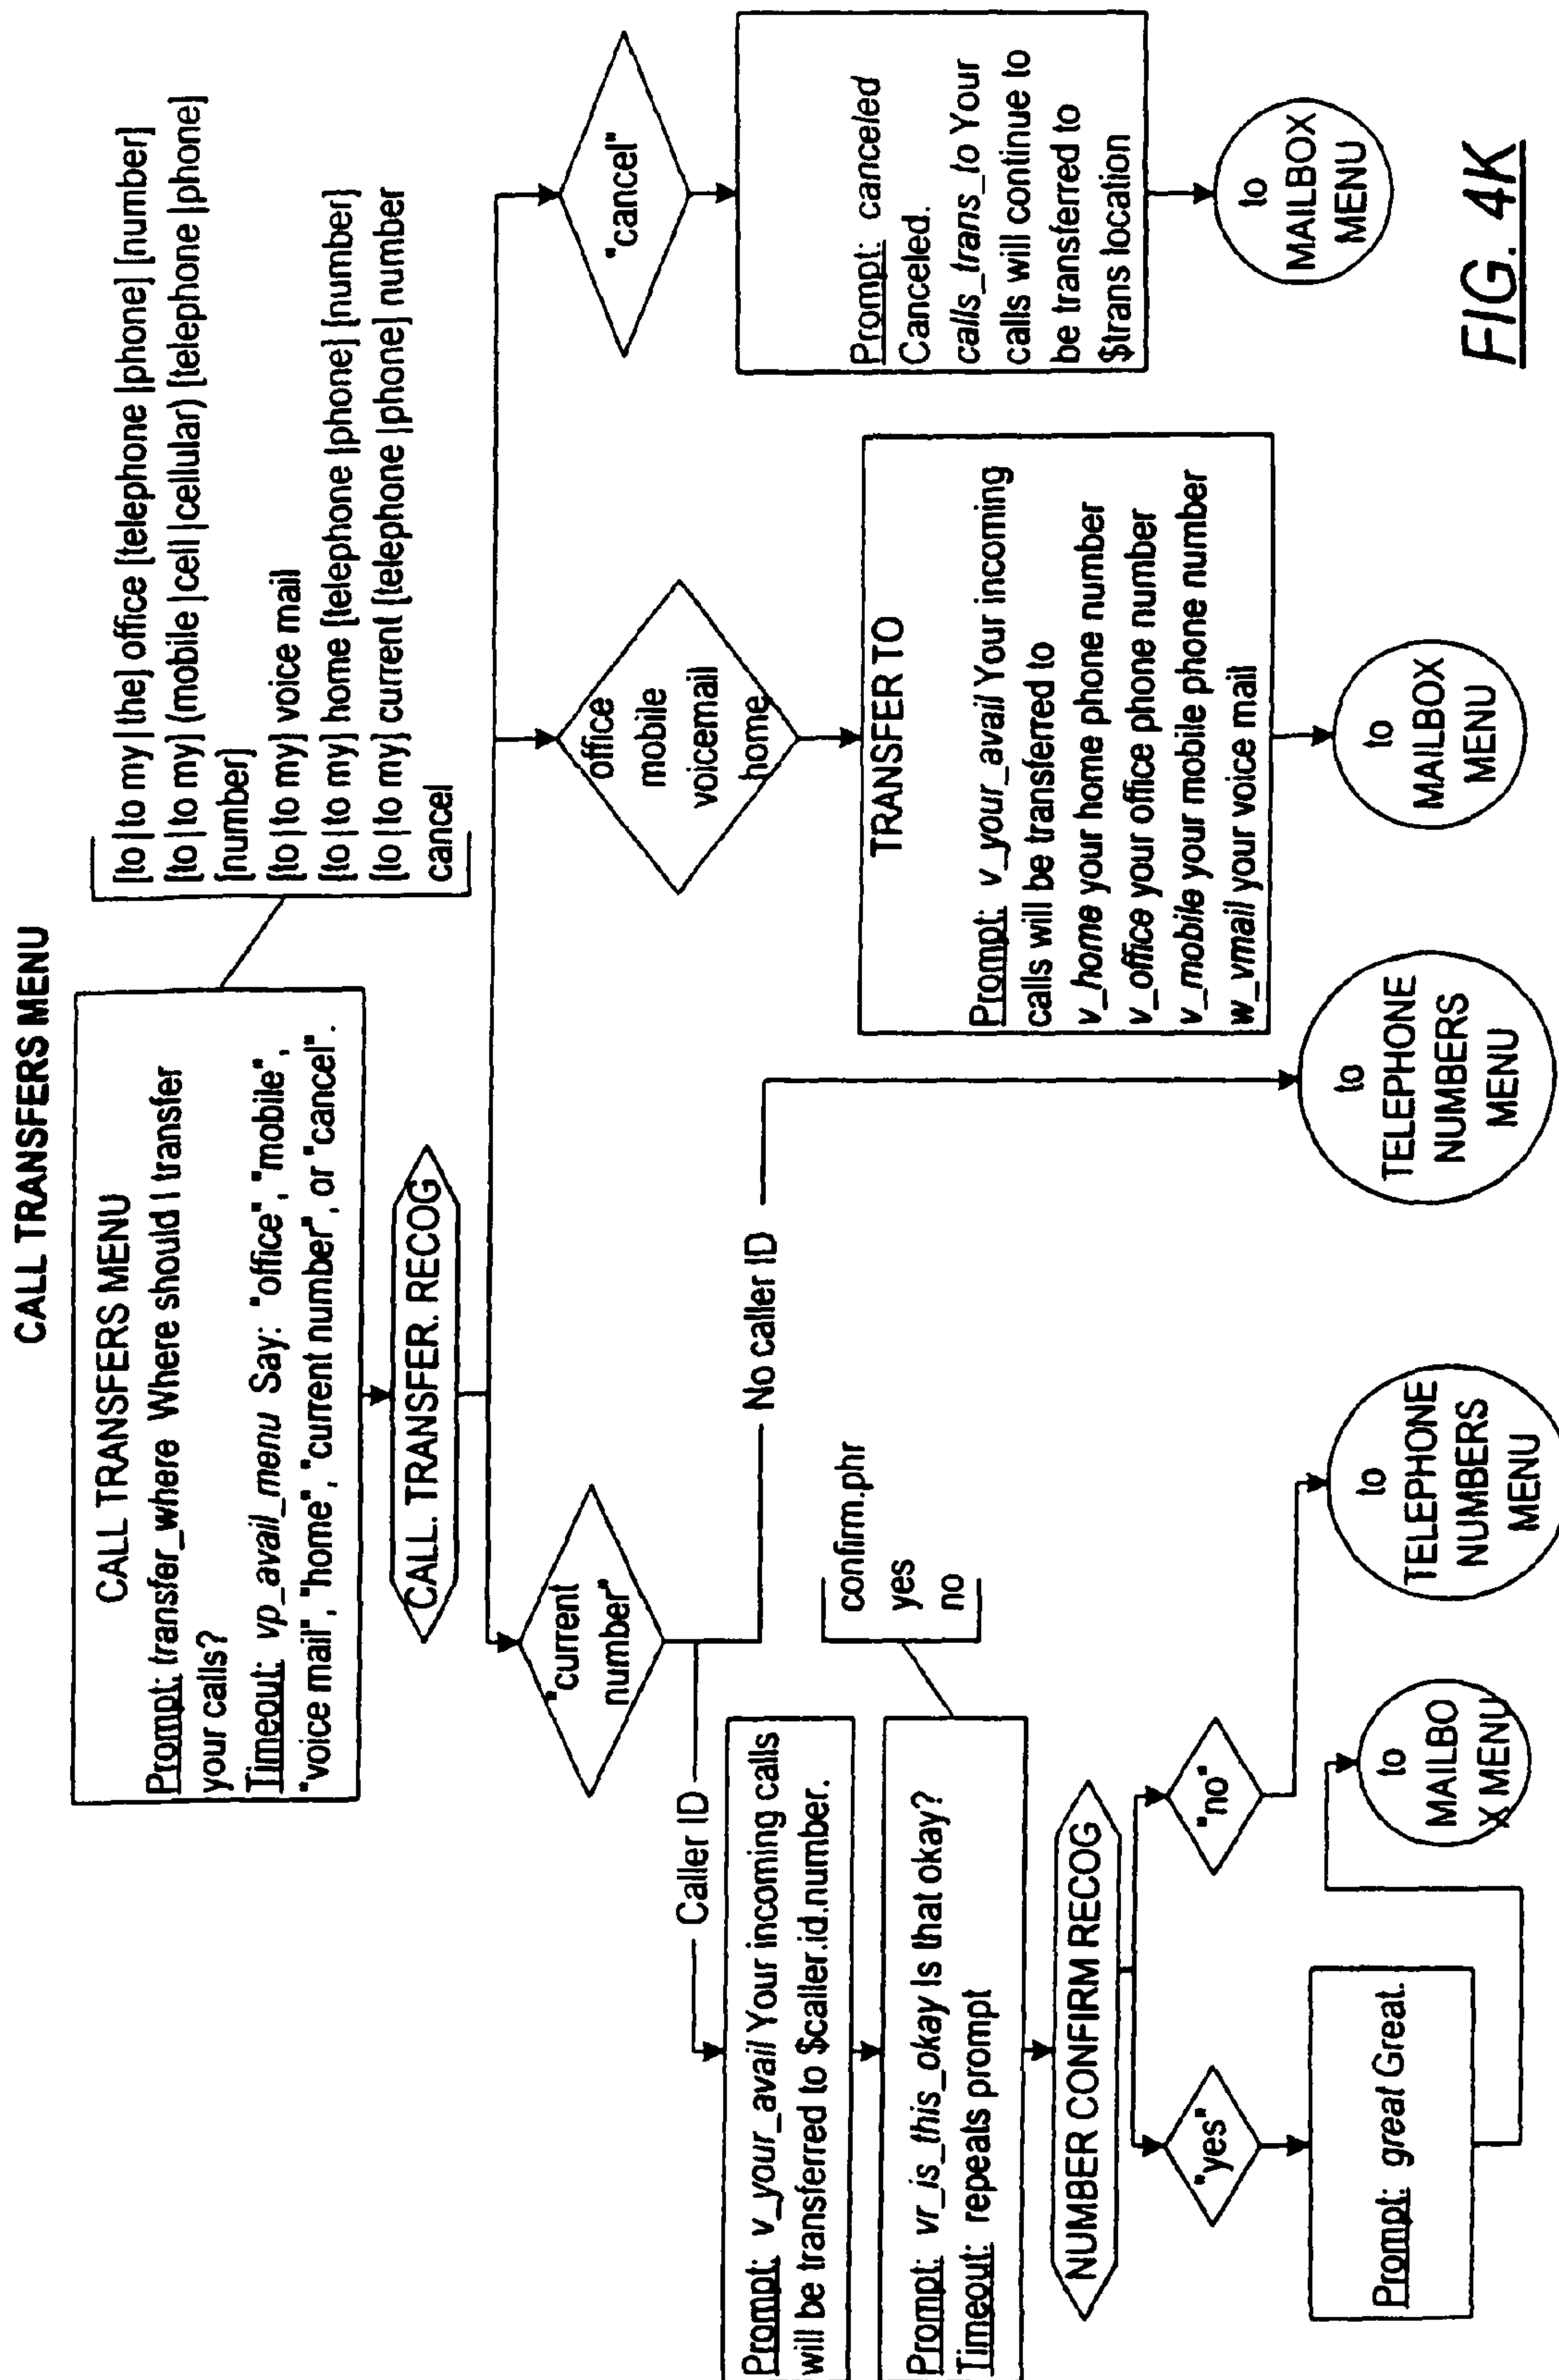 CALL TRANSFERS MENU
CALL TRANSFERS MENU
Prompt: transfer_where Where should I transfer
your calls?
Timeout: vp_avail_menu Say: "office", "mobile",
"voice mail", "home", "current number", or "cancel".
[to|to my|the] office [telephone|phone] [number]
[to|to my] (mobile|cell|cellular) [telephone|phone]
[number]
[to|to my] voice mail
[to|to my] home [telephone|phone] [number]
[to|to my] current [telephone|phone] number
cancel
CALL. TRANSFER. RECOG
"current
number"
office
mobile
voicemail
home
"cancel"
Caller ID
No caller ID
Prompt: v_your_avail Your incoming calls
will be transferred to $caller.id.number.
Prompt: vr_is_this_okay Is that okay?
Timeout: repeats prompt
confirm.phr
yes
no
NUMBER CONFIRM RECOG
"yes"
"no"
Prompt: great Great.
to
MAILBO
X MENU
to
TELEPHONE
NUMBERS
MENU
to
TELEPHONE
NUMBERS
MENU
TRANSFER TO
Prompt: v_your_avail Your incoming
calls will be transferred to
v_home your home phone number
v_office your office phone number
v_mobile your mobile phone number
w_vmail your voice mail
to
MAILBOX
MENU
Prompt: canceled
Canceled.
calls_trans_to Your
calls will continue to
be transferred to
$trans location
to
MAILBOX
MENU
FIG. 4K